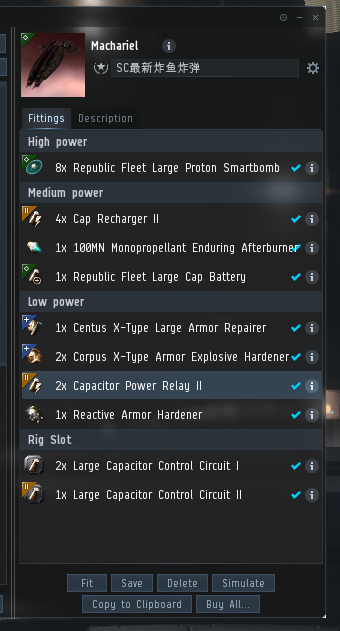 Machariel
SC最新炸鱼炸弹
Fittings Description
High power
8x Republic Fleet Large Proton Smartbomb
Medium power
4x Cap Recharger II
1x 100MN Monopropellant Enduring Afterburner
1x Republic Fleet Large Cap Battery
Low power
1x Centus X-Type Large Armor Repairer
2x Corpus X-Type Armor Explosive Hardener
2x Capacitor Power Relay II
1x Reactive Armor Hardener
Rig Slot
2x Large Capacitor Control Circuit I
1x Large Capacitor Control Circuit II
Fit Save Delete Simulate
Copy to Clipboard Buy All...